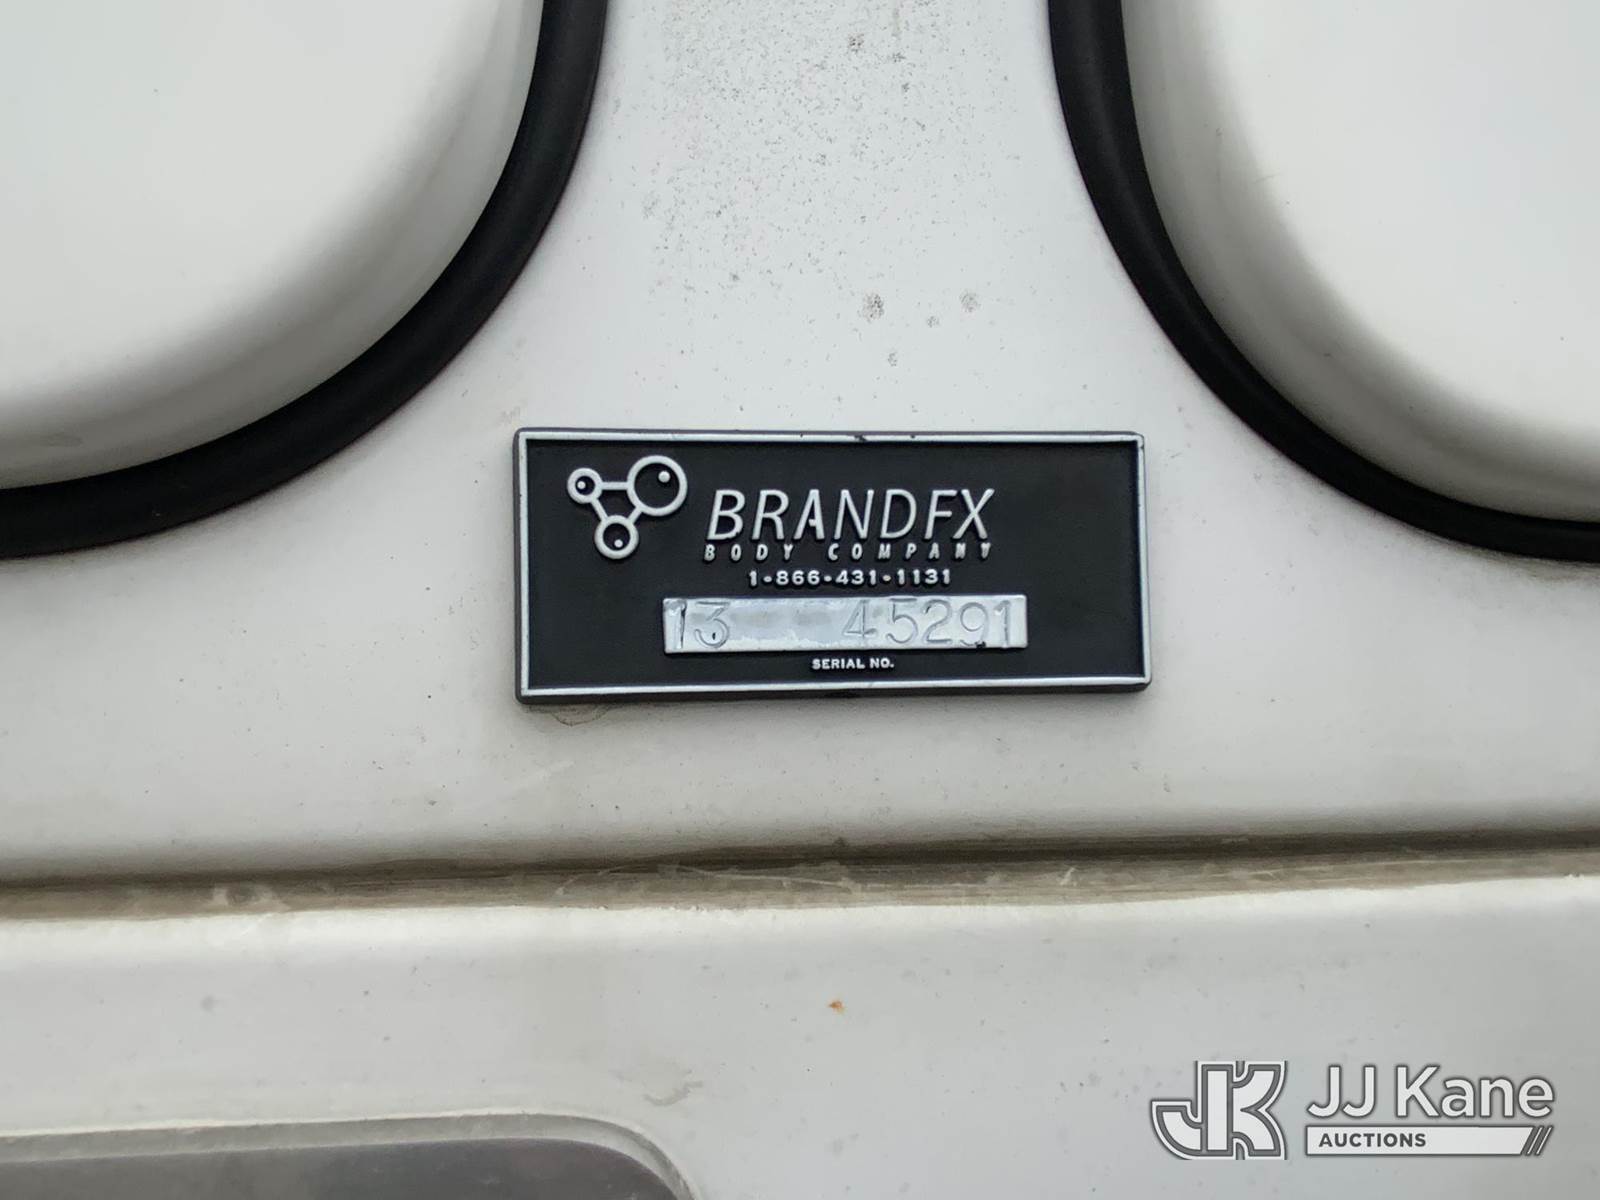 BRANDFX
BODY COMPANY
1-866-431-1131
13 45291
SERIAL NO.
JJ Kane
AUCTIONS